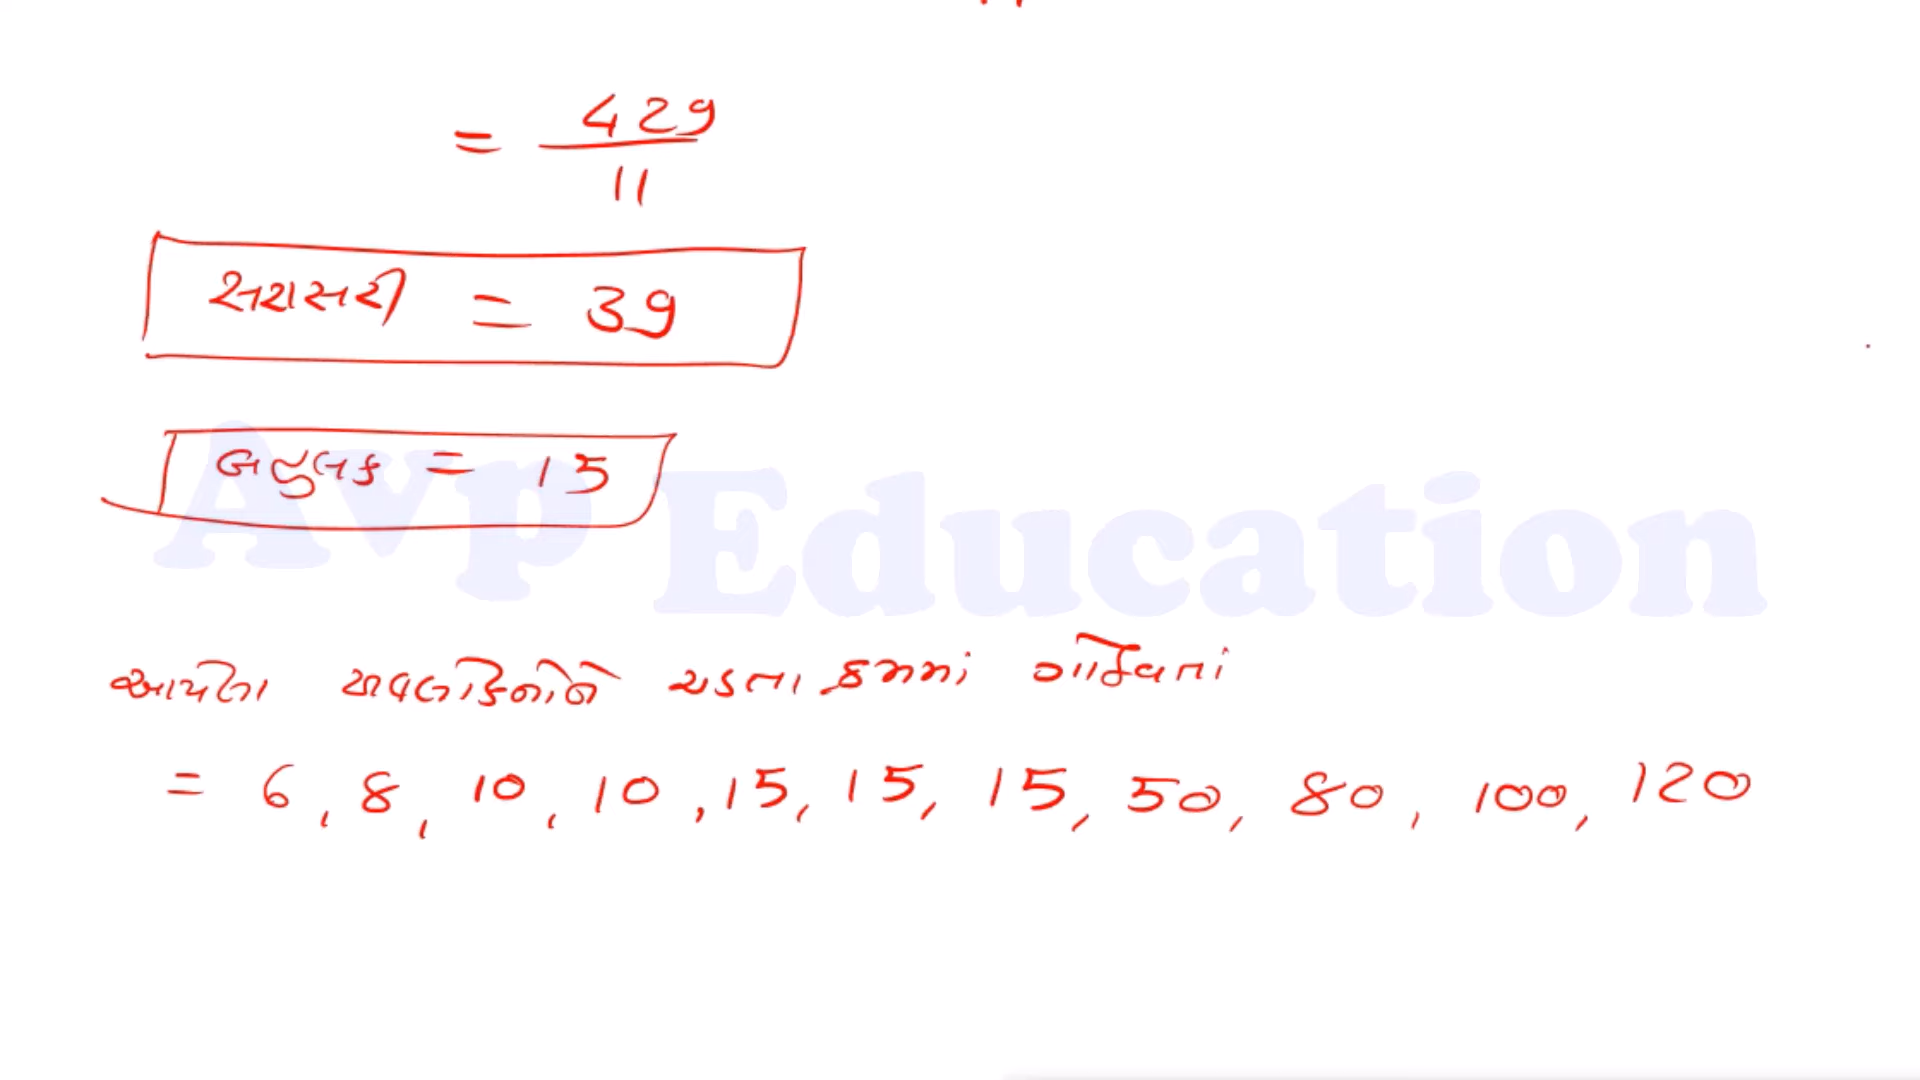 = 429
11
સરાસરી = 39
બહુલક = 15
Avp Education
આપેલા અવલોકનોને ચડતા ક્રમમાં ગોઠવતાં
= 6, 8, 10, 10, 15, 15, 15, 50, 80, 100, 120